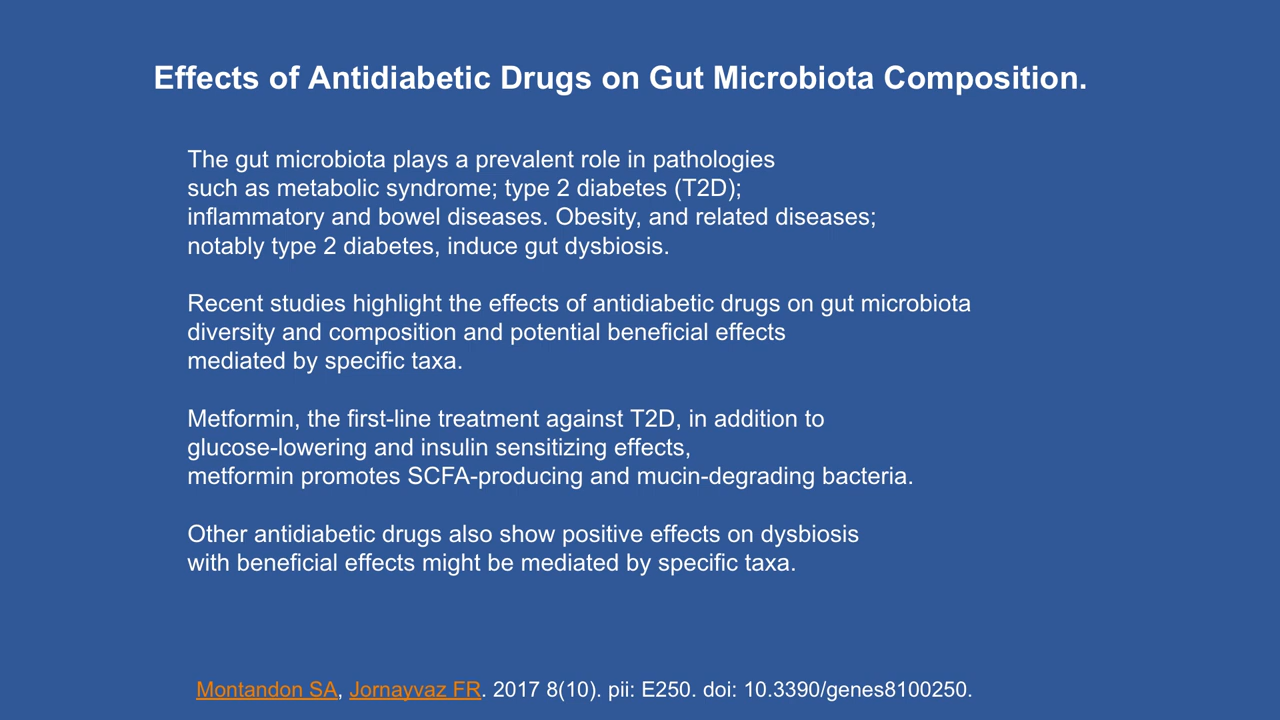 Effects of Antidiabetic Drugs on Gut Microbiota Composition.
The gut microbiota plays a prevalent role in pathologies
such as metabolic syndrome; type 2 diabetes (T2D);
inflammatory and bowel diseases. Obesity, and related diseases;
notably type 2 diabetes, induce gut dysbiosis.
Recent studies highlight the effects of antidiabetic drugs on gut microbiota
diversity and composition and potential beneficial effects
mediated by specific taxa.
Metformin, the first-line treatment against T2D, in addition to
glucose-lowering and insulin sensitizing effects,
metformin promotes SCFA-producing and mucin-degrading bacteria.
Other antidiabetic drugs also show positive effects on dysbiosis
with beneficial effects might be mediated by specific taxa.
Montandon SA, Jornayvaz FR. 2017 8(10). pii: E250. doi: 10.3390/genes8100250.